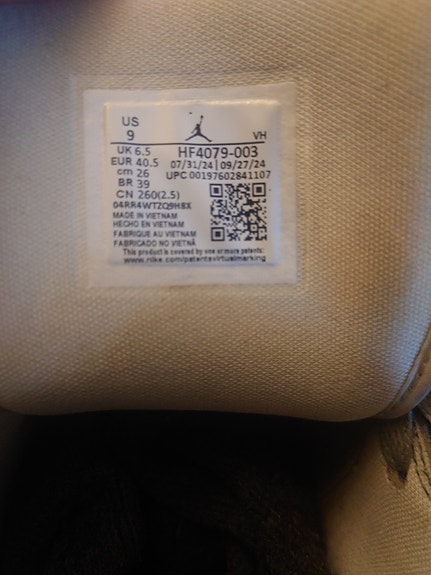 US
9
VH
UK 6.5
HF4079-003
EUR 40.5
07/31/24 | 09/27/24
cm 26
UPC 00197602841107
BR 39
CN 260(2.5)
04RR4WTZQ9H8X
MADE IN VIETNAM
HECHO EN VIETNAM
FABRIQUE AU VIETNAM
FABRICADO NO VIETNÃ
This product is covered by one or more patents:
www.nike.com/patentsvirtualmarking